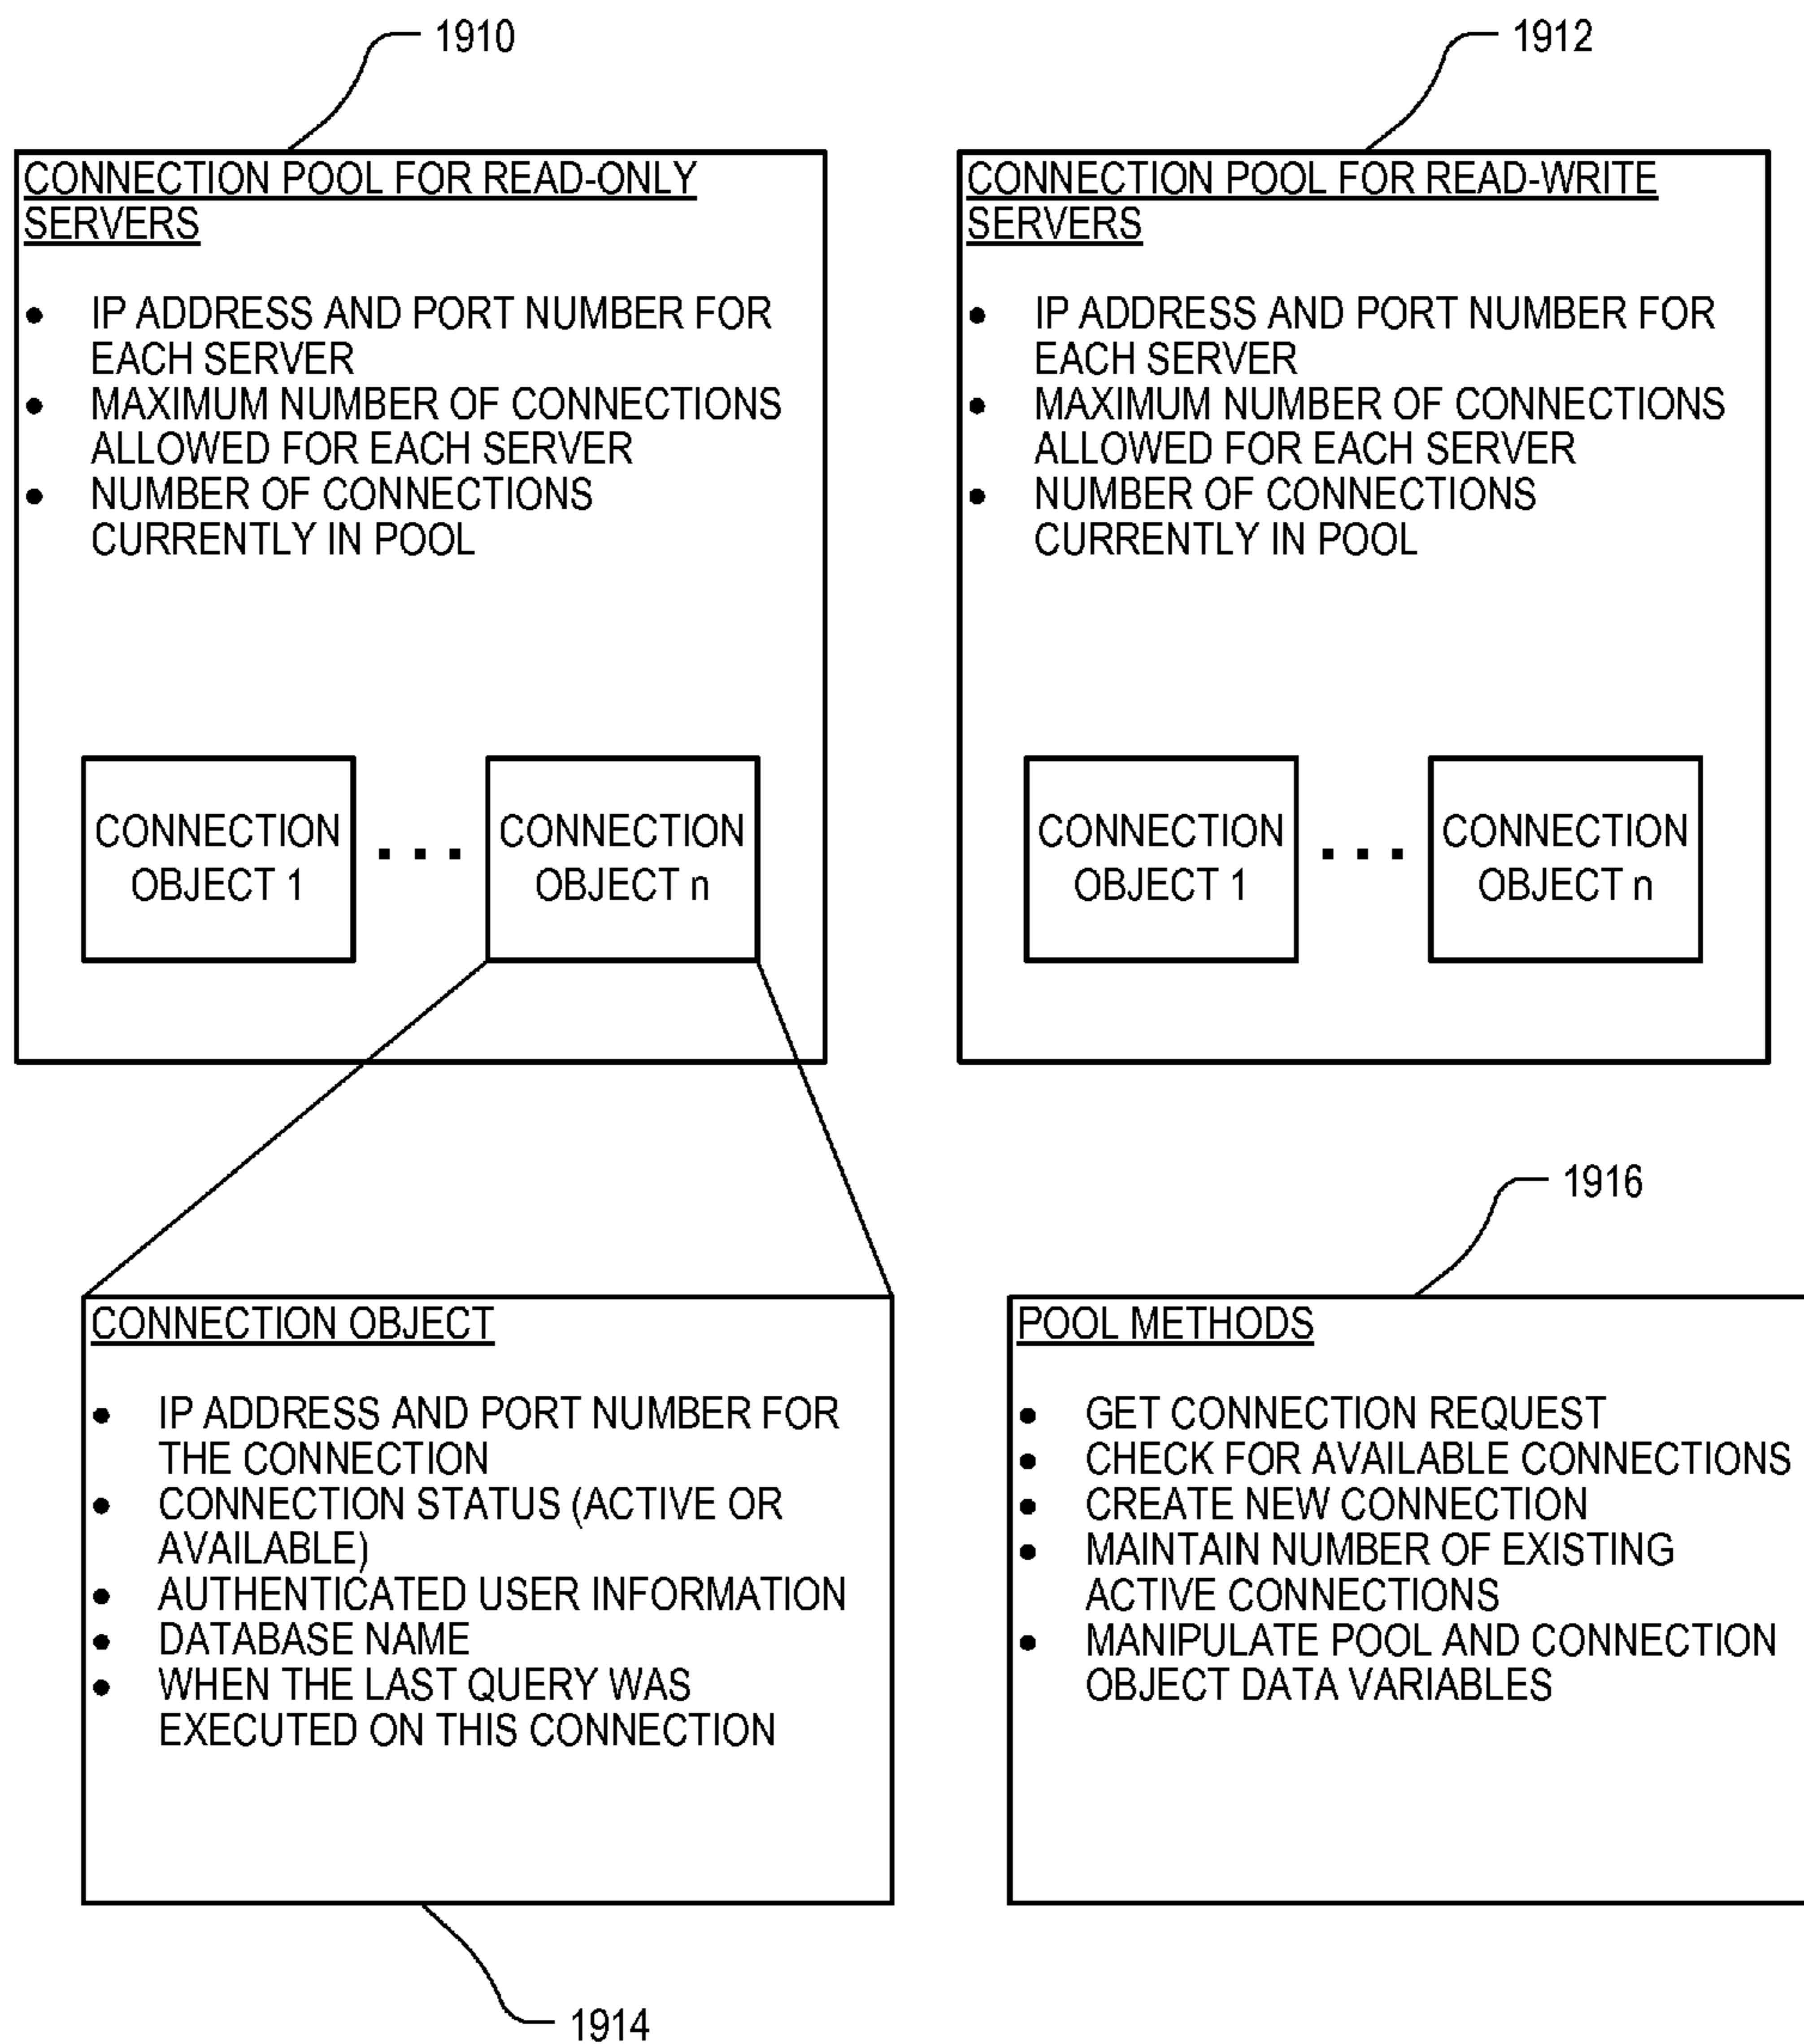 1910
CONNECTION POOL FOR READ-ONLY
SERVERS
• IP ADDRESS AND PORT NUMBER FOR
EACH SERVER
• MAXIMUM NUMBER OF CONNECTIONS
ALLOWED FOR EACH SERVER
• NUMBER OF CONNECTIONS
CURRENTLY IN POOL
CONNECTION
OBJECT 1
...
CONNECTION
OBJECT n
1912
CONNECTION POOL FOR READ-WRITE
SERVERS
• IP ADDRESS AND PORT NUMBER FOR
EACH SERVER
• MAXIMUM NUMBER OF CONNECTIONS
ALLOWED FOR EACH SERVER
• NUMBER OF CONNECTIONS
CURRENTLY IN POOL
CONNECTION
OBJECT 1
...
CONNECTION
OBJECT n
CONNECTION OBJECT
• IP ADDRESS AND PORT NUMBER FOR
THE CONNECTION
• CONNECTION STATUS (ACTIVE OR
AVAILABLE)
• AUTHENTICATED USER INFORMATION
• DATABASE NAME
• WHEN THE LAST QUERY WAS
EXECUTED ON THIS CONNECTION
1914
1916
POOL METHODS
• GET CONNECTION REQUEST
• CHECK FOR AVAILABLE CONNECTIONS
• CREATE NEW CONNECTION
• MAINTAIN NUMBER OF EXISTING
ACTIVE CONNECTIONS
• MANIPULATE POOL AND CONNECTION
OBJECT DATA VARIABLES